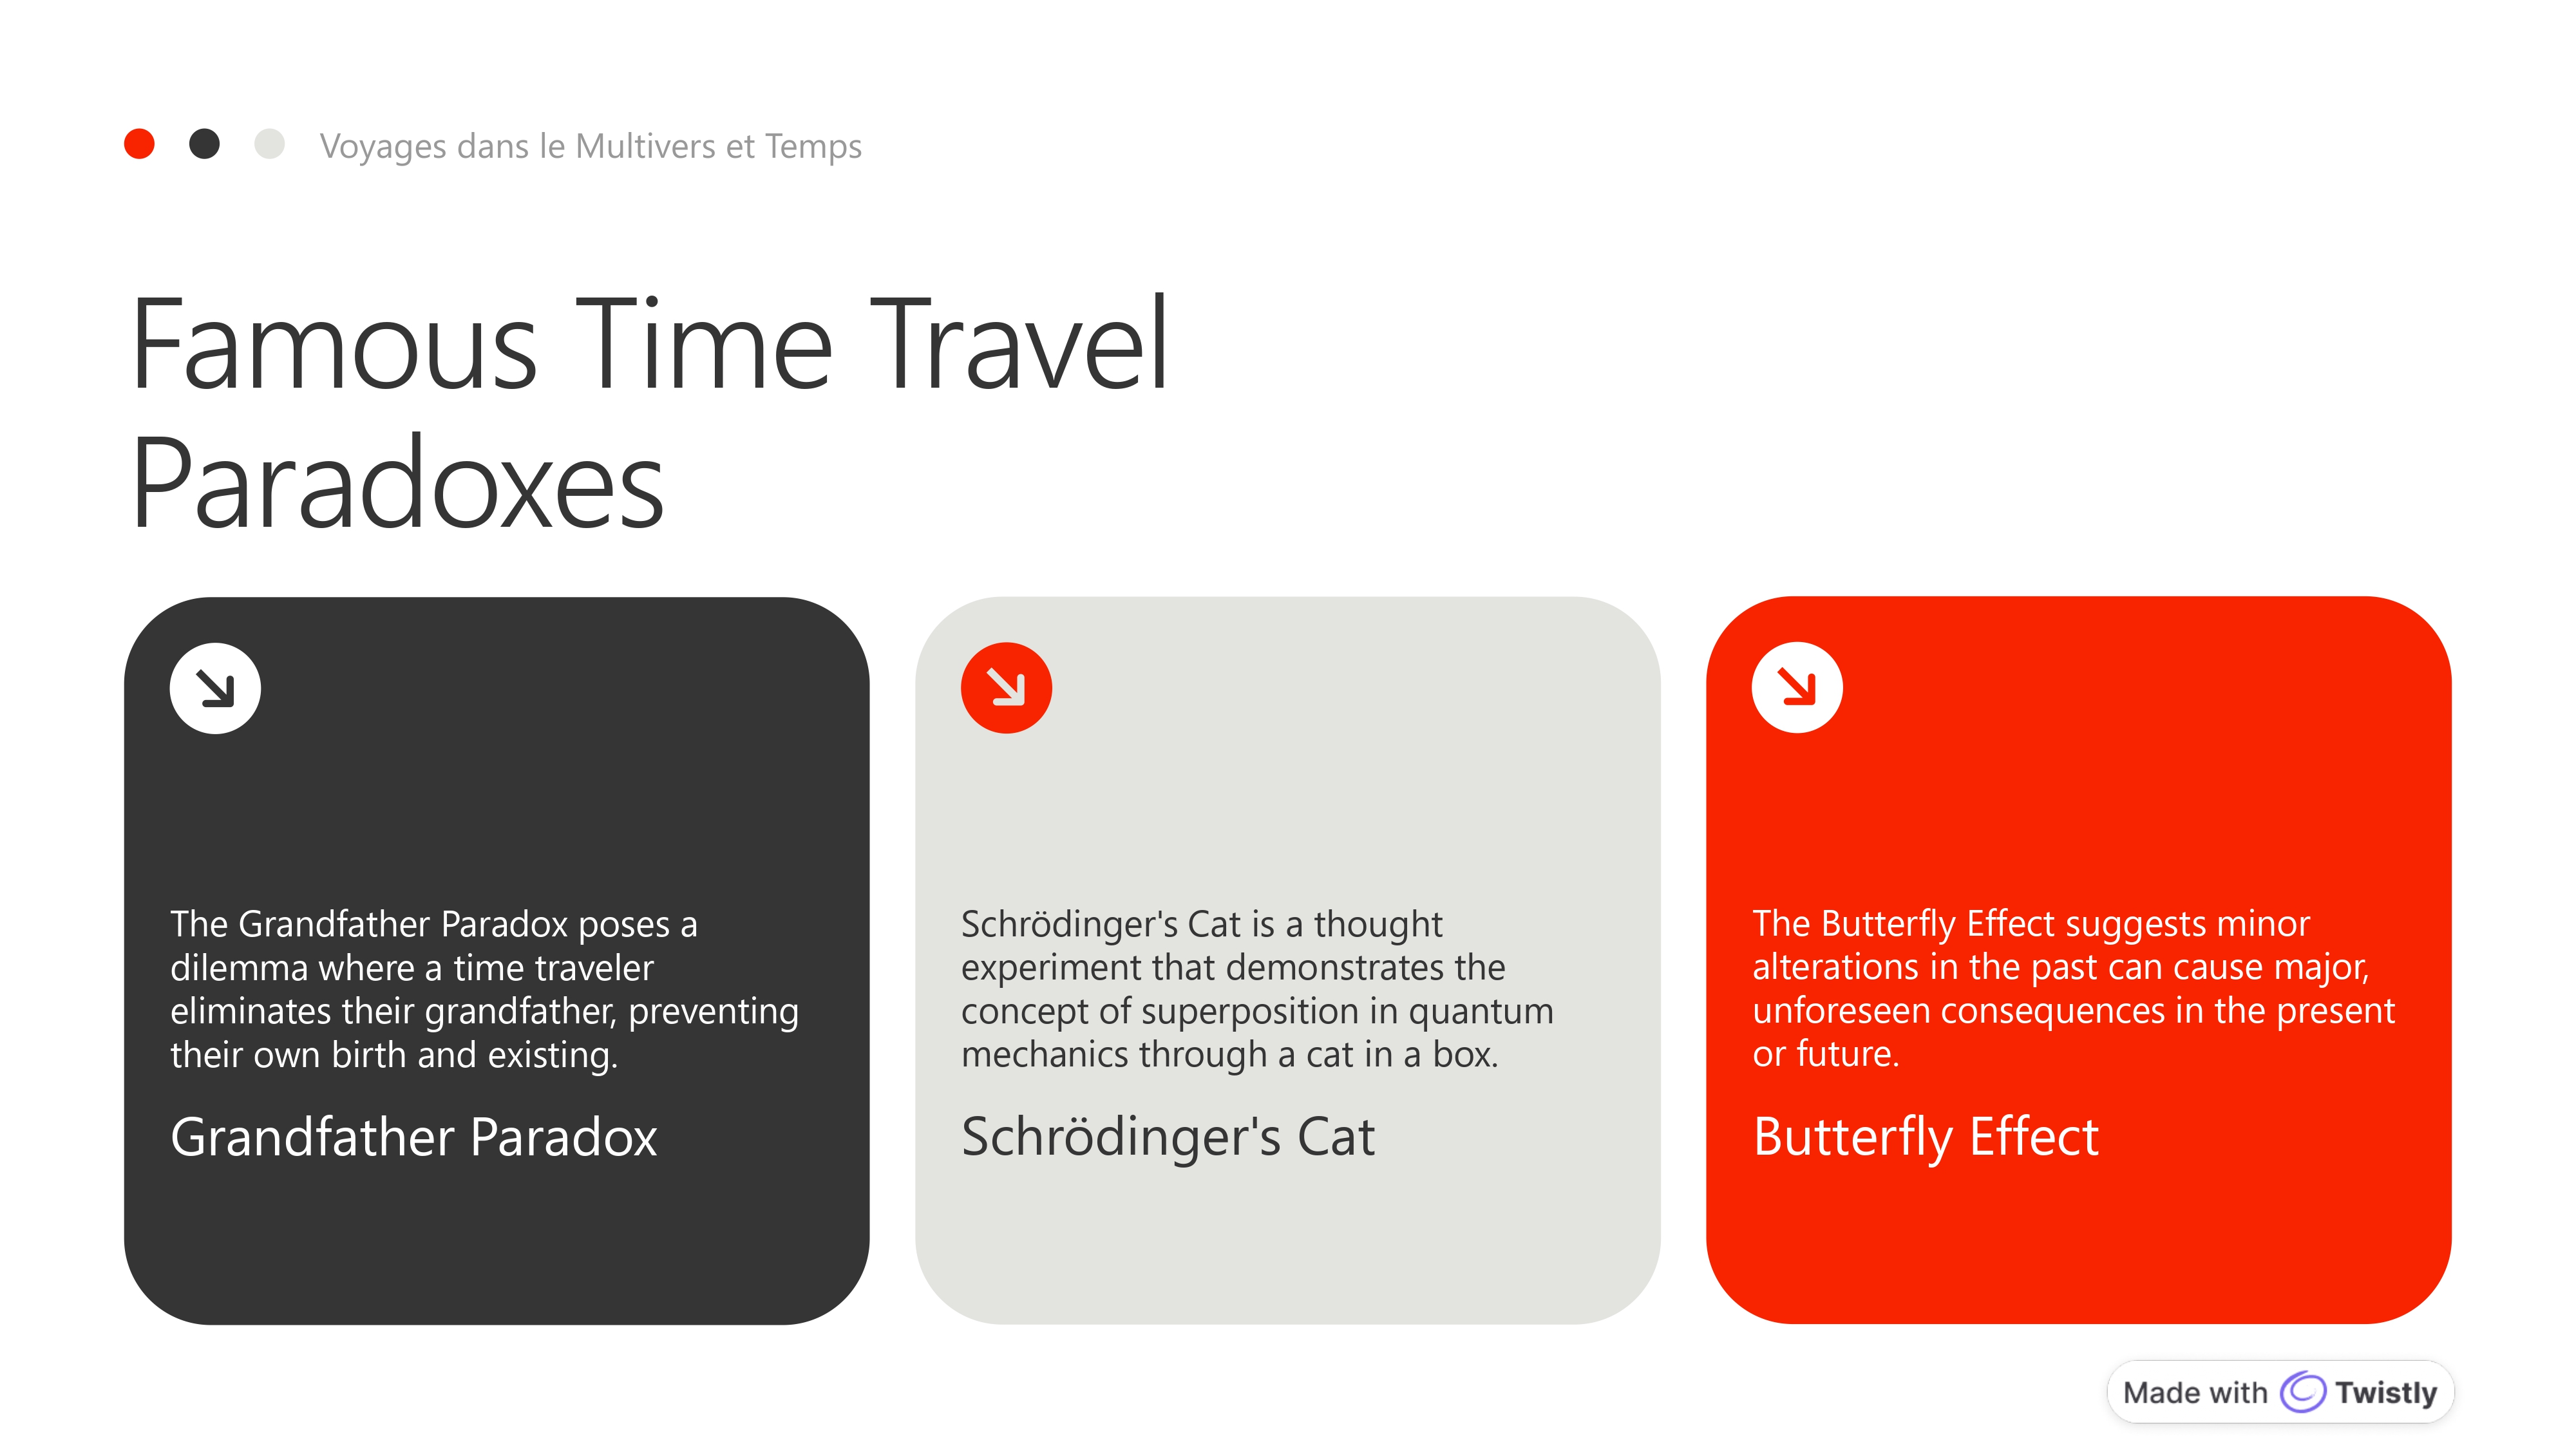 Voyages dans le Multivers et Temps
Famous Time Travel
Paradoxes
The Grandfather Paradox poses a
dilemma where a time traveler
eliminates their grandfather, preventing
their own birth and existing.
Grandfather Paradox
Schrödinger's Cat is a thought
experiment that demonstrates the
concept of superposition in quantum
mechanics through a cat in a box.
Schrödinger's Cat
The Butterfly Effect suggests minor
alterations in the past can cause major,
unforeseen consequences in the present
or future.
Butterfly Effect
Made with Twistly